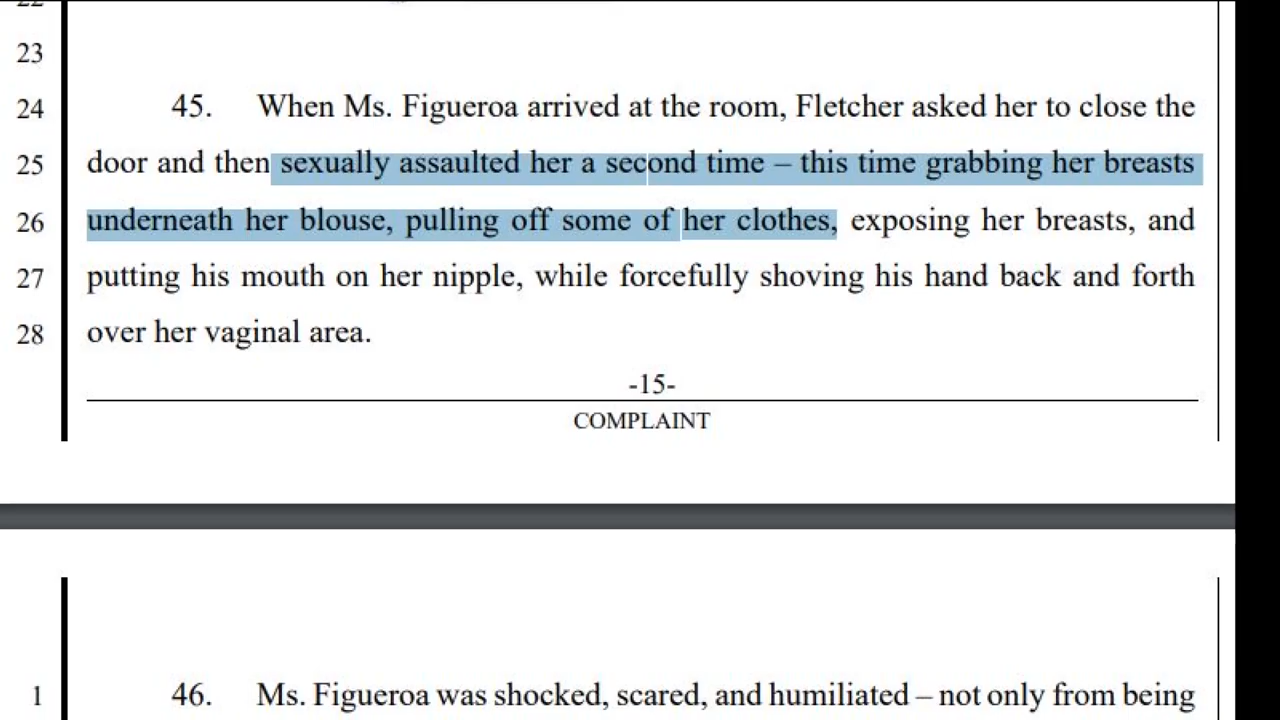 22
23
24 45. When Ms. Figueroa arrived at the room, Fletcher asked her to close the
25 door and then sexually assaulted her a second time – this time grabbing her breasts
26 underneath her blouse, pulling off some of her clothes, exposing her breasts, and
27 putting his mouth on her nipple, while forcefully shoving his hand back and forth
28 over her vaginal area.
-15-
COMPLAINT
1 46. Ms. Figueroa was shocked, scared, and humiliated – not only from being